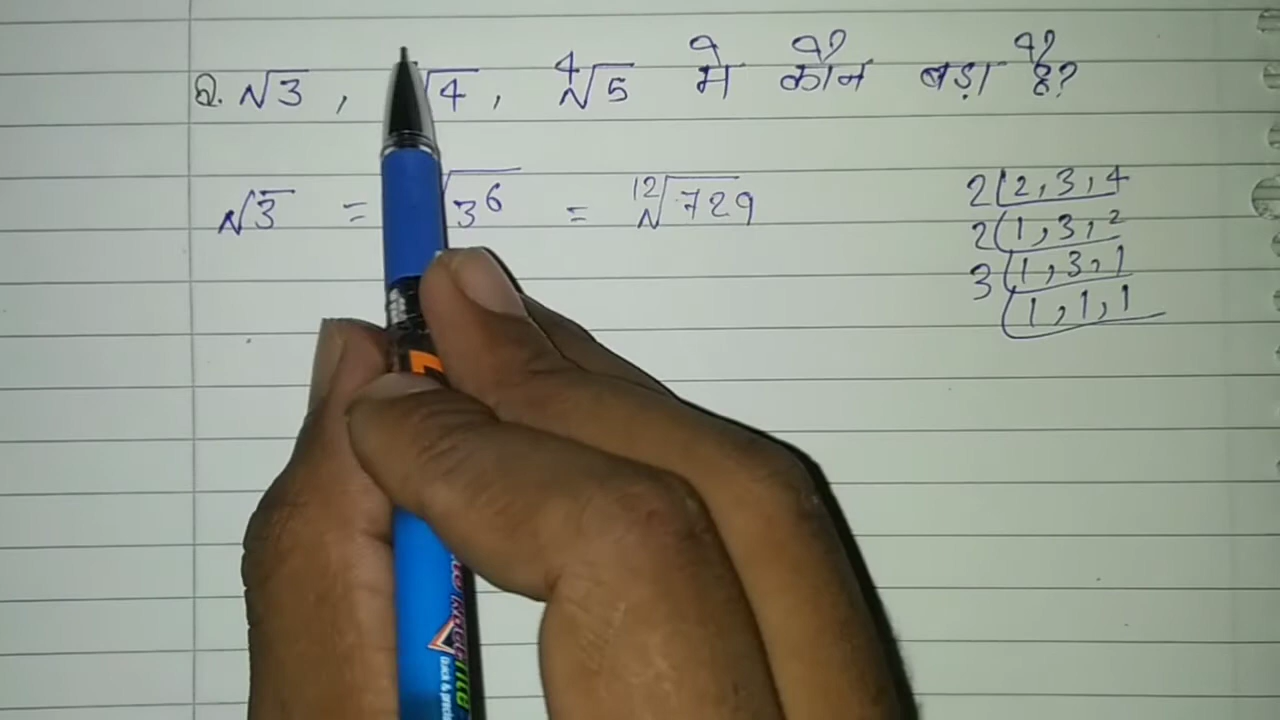 Q. √3 , √4 , ⁴√5 मे कौन बड़ा है?
√3 = √3⁶ = ¹²√729
2 | 2, 3, 4
2 | 1, 3, 2
3 | 1, 3, 1
| 1, 1, 1